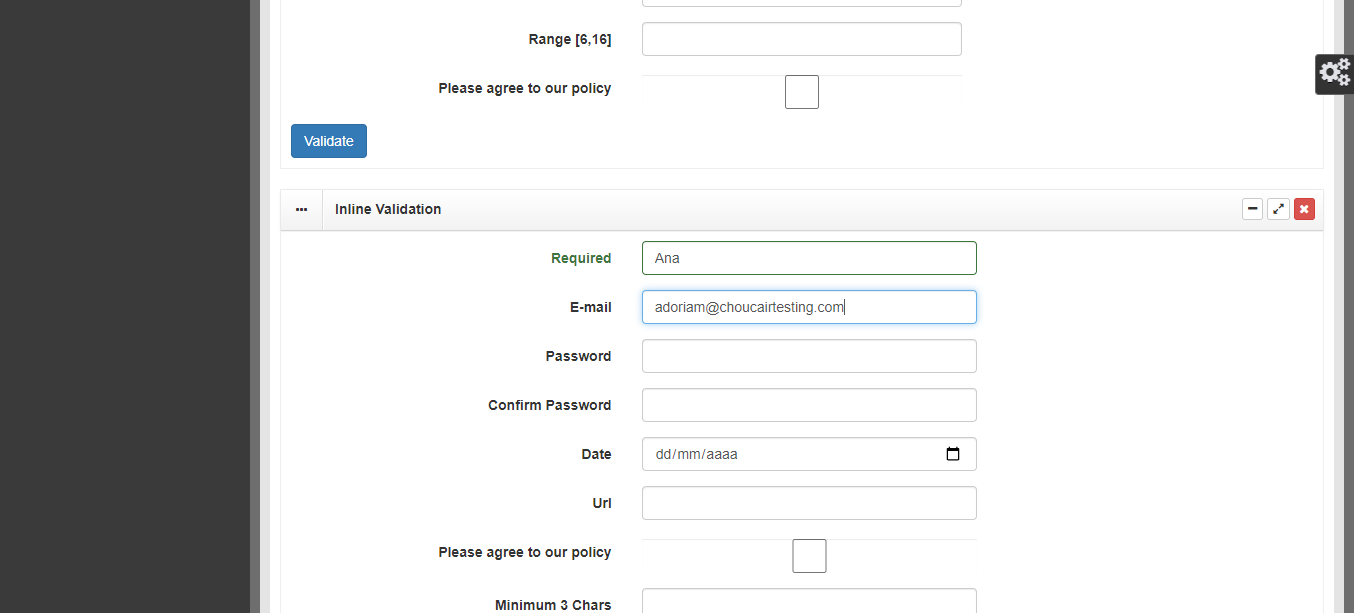 Range [6,16]
Please agree to our policy
Validate
Inline Validation
Required Ana
E-mail adoriam@choucairtesting.com
Password
Confirm Password
Date dd/mm/aaaa
Url
Please agree to our policy
Minimum 3 Chars